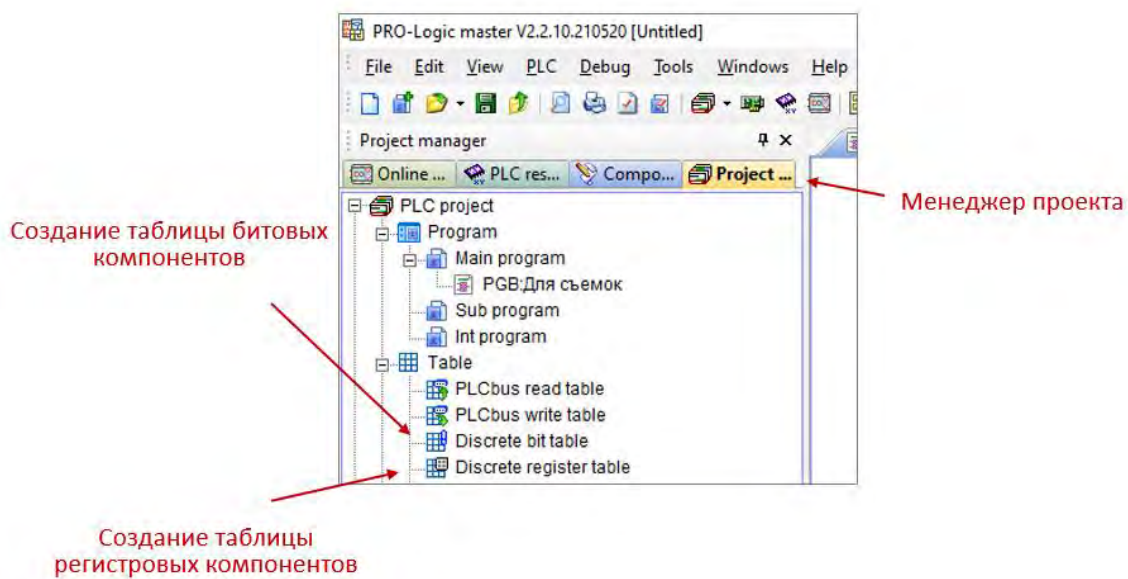 PRO-Logic master V2.2.10.210520 [Untitled]
File Edit View PLC Debug Tools Windows Help
Project manager
Online ... PLC res... Compo... Project ...
Менеджер проекта
PLC project
Program
Создание таблицы битовых
компонентов
Main program
PGB:Для съемок
Sub program
Int program
Table
PLCbus read table
PLCbus write table
Discrete bit table
Discrete register table
Создание таблицы
регистровых компонентов